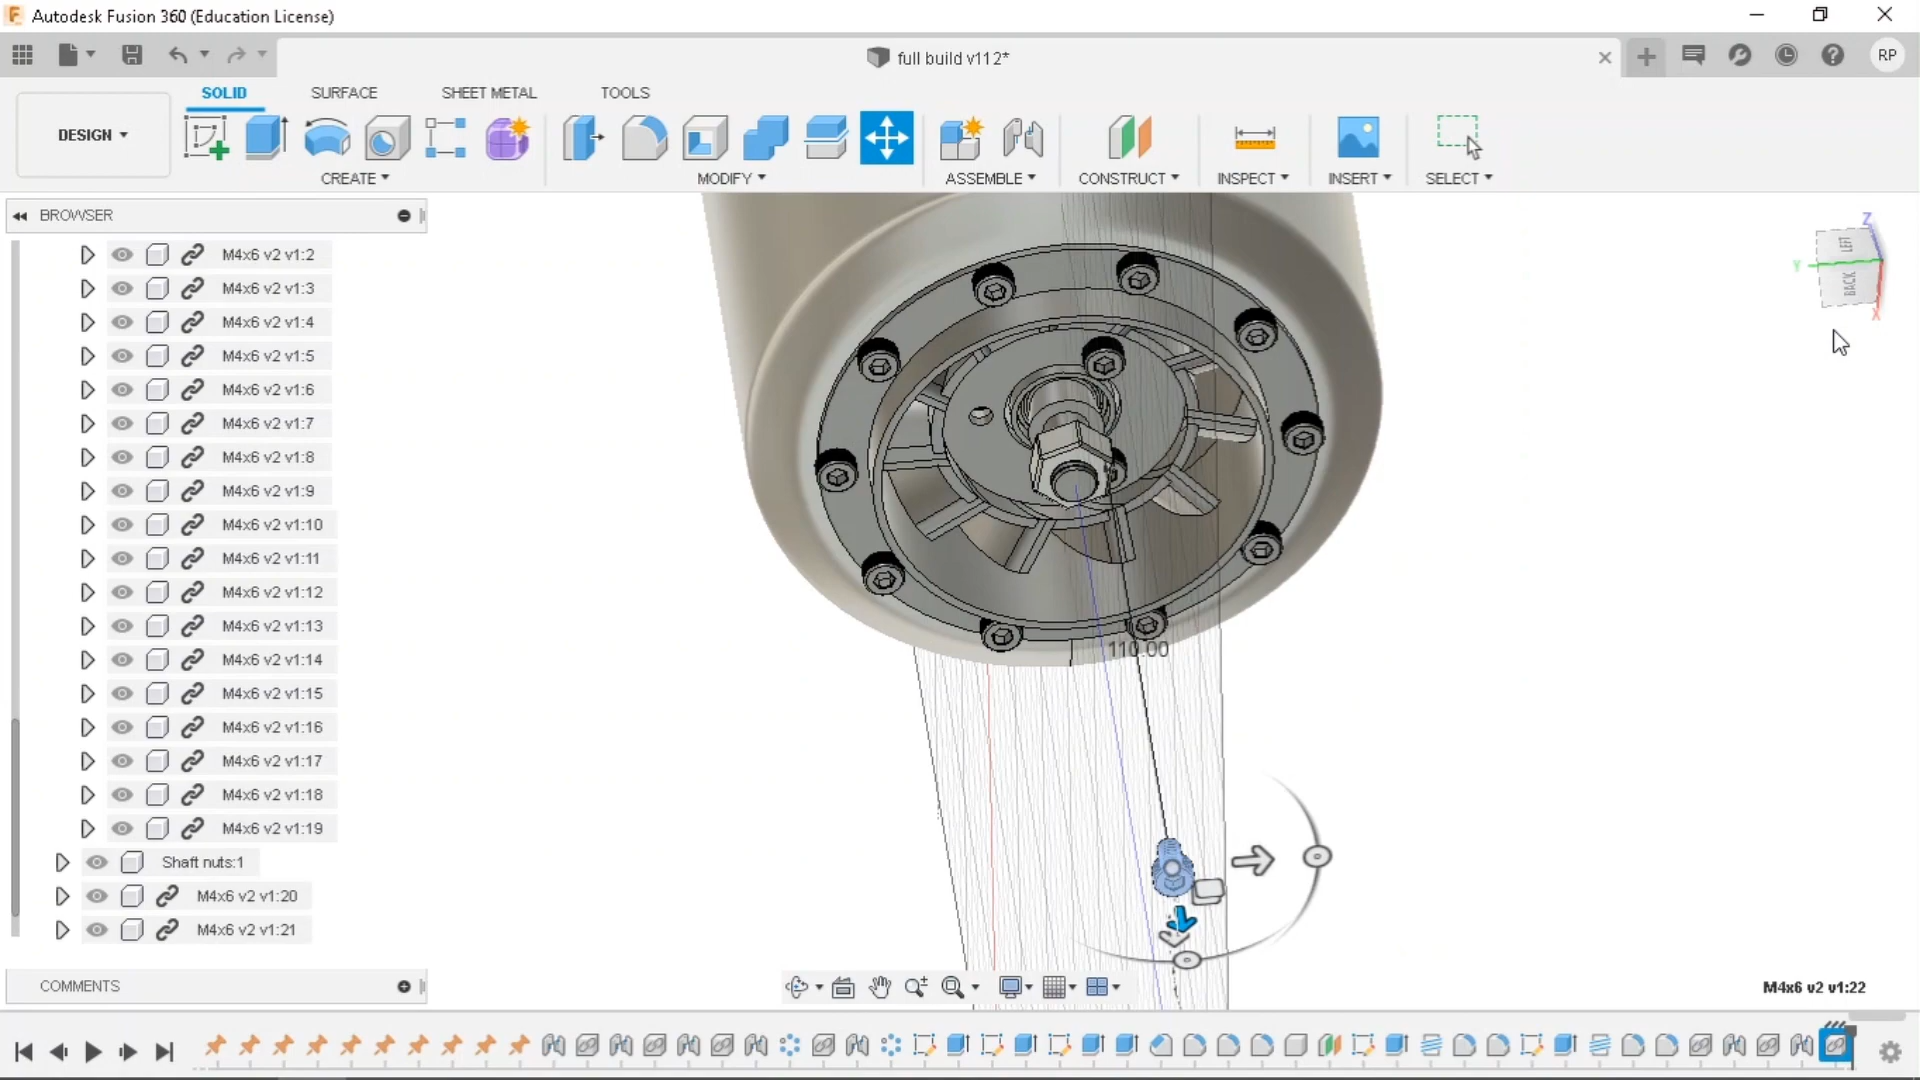 Autodesk Fusion 360 (Education License)
full build v112*
RP
SOLID SURFACE SHEET METAL TOOLS
DESIGN
CREATE MODIFY ASSEMBLE CONSTRUCT INSPECT INSERT SELECT
BROWSER
M4x6 v2 v1:2
M4x6 v2 v1:3
M4x6 v2 v1:4
M4x6 v2 v1:5
M4x6 v2 v1:6
M4x6 v2 v1:7
M4x6 v2 v1:8
M4x6 v2 v1:9
M4x6 v2 v1:10
M4x6 v2 v1:11
M4x6 v2 v1:12
M4x6 v2 v1:13
M4x6 v2 v1:14
M4x6 v2 v1:15
M4x6 v2 v1:16
M4x6 v2 v1:17
M4x6 v2 v1:18
M4x6 v2 v1:19
Shaft nuts:1
M4x6 v2 v1:20
M4x6 v2 v1:21
Z
LEFT
Y
BACK
X
110.00
COMMENTS
M4x6 v2 v1:22